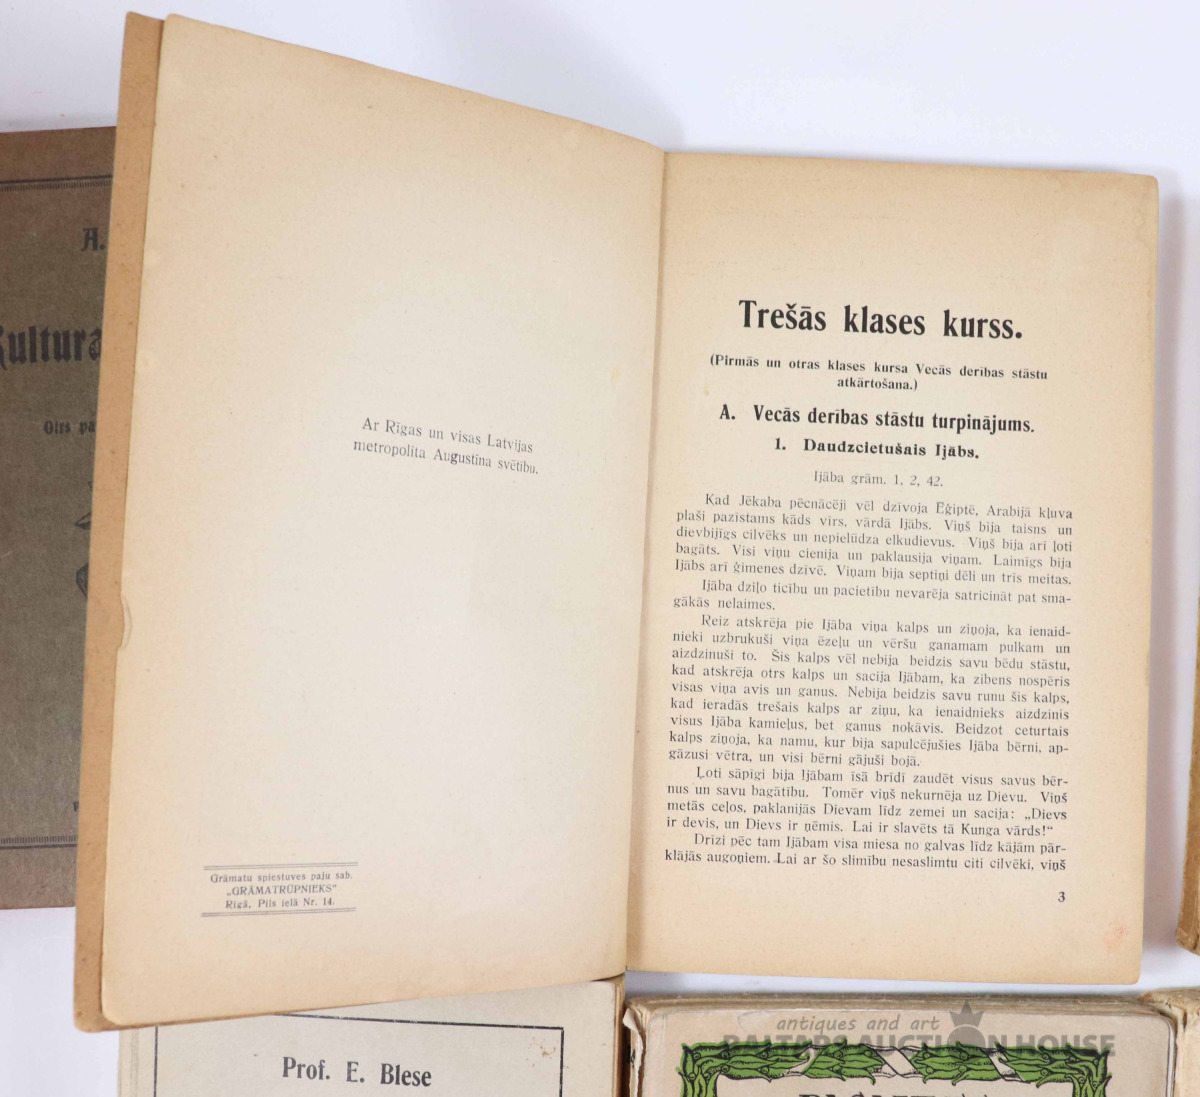 A.
Kultura
Otrs
Ar Rīgas un visas Latvijas
metropolita Augustīna svētību.
Grāmatu spiestuves paju sab.
„GRĀMATRŪPNIEKS“
Rīgā, Pils ielā Nr. 14.
Trešās klases kurss.
(Pirmās un otras klases kursa Vecās derības stāstu
atkārtošana.)
A. Vecās derības stāstu turpinājums.
1. Daudzcietušais Ijābs.
Ijāba grām. 1, 2, 42.
Kad Jēkaba pēcnācēji vēl dzīvoja Ēģiptē, Arabijā kļuva
plaši pazīstams kāds vīrs, vārdā Ijābs. Viņš bija taisns un
dievbijīgs cilvēks un nepielūdza elkudievus. Viņš bija arī ļoti
bagāts. Visi viņu cienija un paklausija viņam. Laimīgs bija
Ijābs arī ģimenes dzīvē. Viņam bija septiņi dēli un trīs meitas.
Ijāba dziļo ticību un pacietību nevarēja satricināt pat sma-
gākās nelaimes.
Reiz atskrēja pie Ijāba viņa kalps un ziņoja, ka ienaid-
nieki uzbrukuši viņa ēzeļu un vēršu ganamam pulkam un
aizdzinuši to. Šis kalps vēl nebija beidzis savu bēdu stāstu,
kad atskrēja otrs kalps un sacija Ijābam, ka zibens nospēris
visas viņa avis un ganus. Nebija beidzis savu runu šis kalps,
kad ieradās trešais kalps ar ziņu, ka ienaidnieks aizdzinis
visus Ijāba kamieļus, bet ganus nokāvis. Beidzot ceturtais
kalps ziņoja, ka namu, kur bija sapulcējušies Ijāba bērni, ap-
gāzusi vētra, un visi bērni gājuši bojā.
Ļoti sāpīgi bija Ijābam īsā brīdī zaudēt visus savus bēr-
nus un savu bagātību. Tomēr viņš nekurnēja uz Dievu. Viņš
metās ceļos, paklanijās Dievam līdz zemei un sacija: „Dievs
ir devis, un Dievs ir ņēmis. Lai ir slavēts tā Kunga vārds!“
Drīzi pēc tam Ijābam visa miesa no galvas līdz kājām pār-
klājās augoņiem. Lai ar šo slimību nesaslimtu citi cilvēki, viņš
3
Prof. E. Blese
antiques and art
BALTARS AUCTION HOUSE